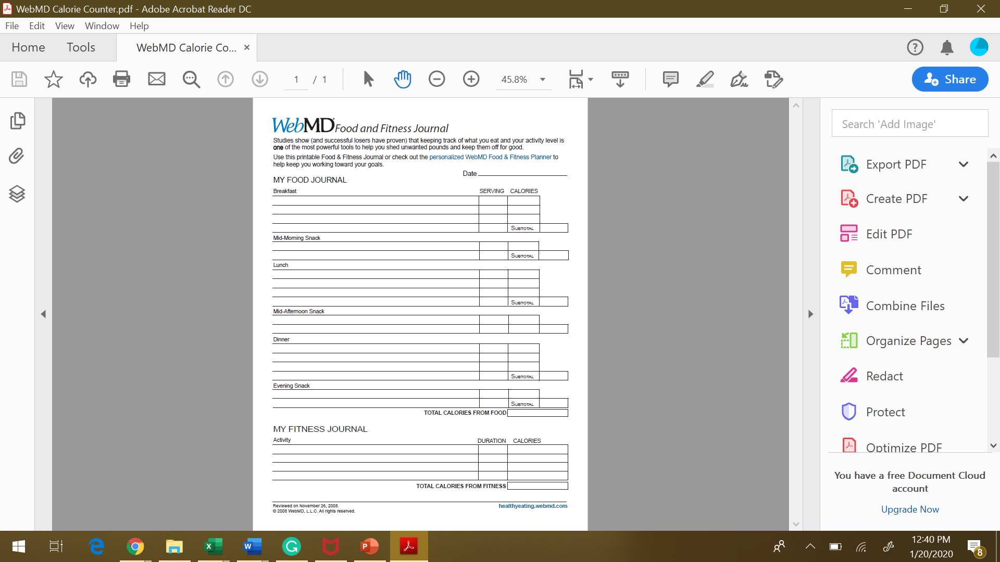 WebMD Calorie Counter.pdf - Adobe Acrobat Reader DC
File Edit View Window Help
Home Tools WebMD Calorie Co... ×
1 / 1 45.8% Share
WebMD Food and Fitness Journal
Studies show (and successful losers have proven) that keeping track of what you eat and your activity level is
one of the most powerful tools to help you shed unwanted pounds and keep them off for good.
Use this printable Food & Fitness Journal or check out the personalized WebMD Food & Fitness Planner to
help keep you working toward your goals.
Date
MY FOOD JOURNAL
Breakfast SERVING CALORIES
SUBTOTAL
Mid-Morning Snack
SUBTOTAL
Lunch
SUBTOTAL
Mid-Afternoon Snack
Dinner
SUBTOTAL
Evening Snack
SUBTOTAL
TOTAL CALORIES FROM FOOD
MY FITNESS JOURNAL
Activity DURATION CALORIES
TOTAL CALORIES FROM FITNESS
Reviewed on November 26, 2008.
© 2008 WebMD, L.L.C. All rights reserved.
healthyeating.webmd.com
Search 'Add Image'
Export PDF
Create PDF
Edit PDF
Comment
Combine Files
Organize Pages
Redact
Protect
Optimize PDF
You have a free Document Cloud
account
Upgrade Now
12:40 PM
1/20/2020
8